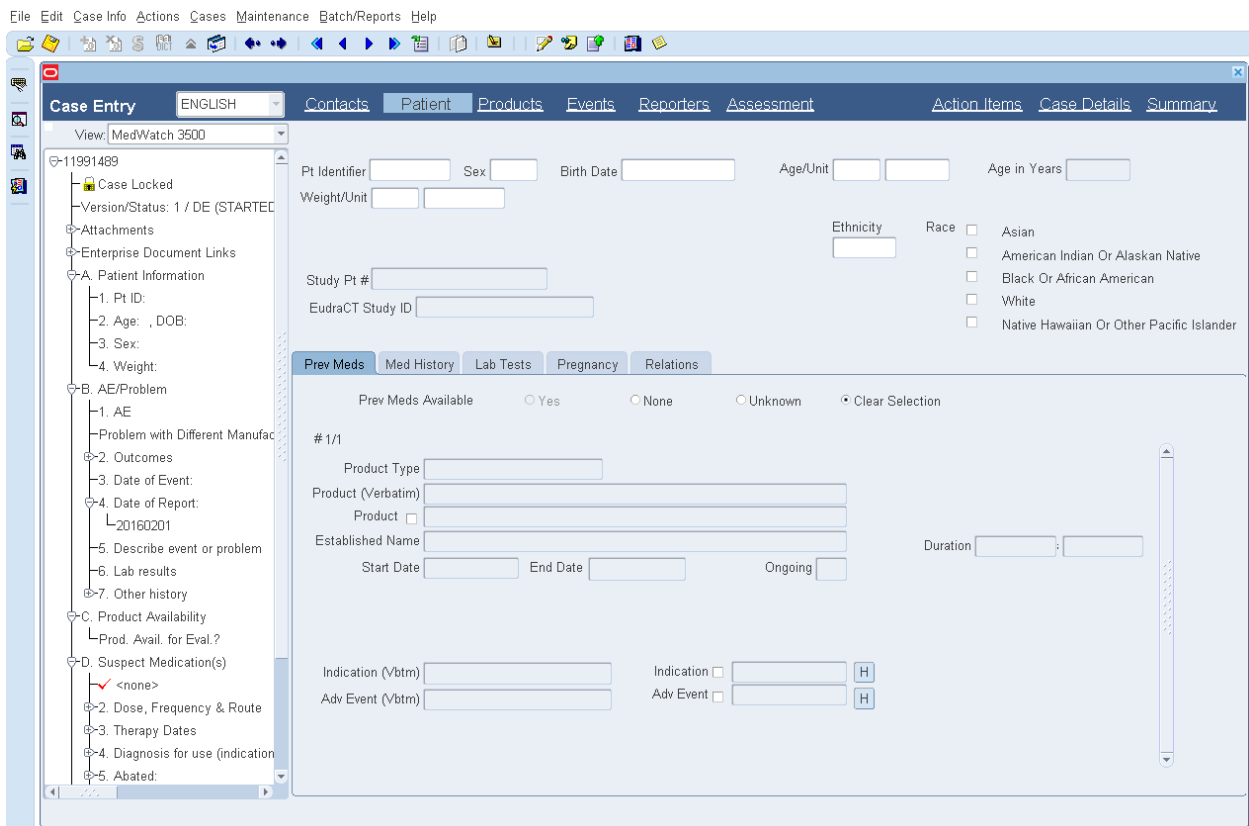 File Edit Case Info Actions Cases Maintenance Batch/Reports Help
Case Entry ENGLISH Contacts Patient Products Events Reporters Assessment Action Items Case Details Summary
View: MedWatch 3500
11991489
Case Locked
Version/Status: 1 / DE (STARTED
Attachments
Enterprise Document Links
A. Patient Information
1. Pt ID:
2. Age: , DOB:
3. Sex:
4. Weight:
B. AE/Problem
1. AE
Problem with Different Manufac
2. Outcomes
3. Date of Event:
4. Date of Report:
20160201
5. Describe event or problem
6. Lab results
7. Other history
C. Product Availability
Prod. Avail. for Eval.?
D. Suspect Medication(s)
<none>
2. Dose, Frequency & Route
3. Therapy Dates
4. Diagnosis for use (indication
5. Abated:
Pt Identifier Sex Birth Date Age/Unit Age in Years
Weight/Unit
Ethnicity Race Asian
American Indian Or Alaskan Native
Black Or African American
White
Native Hawaiian Or Other Pacific Islander
Study Pt #
EudraCT Study ID
Prev Meds Med History Lab Tests Pregnancy Relations
Prev Meds Available Yes None Unknown Clear Selection
# 1/1
Product Type
Product (Verbatim)
Product
Established Name
Duration :
Start Date End Date Ongoing
Indication (Vbtm) Indication H
Adv Event (Vbtm) Adv Event H